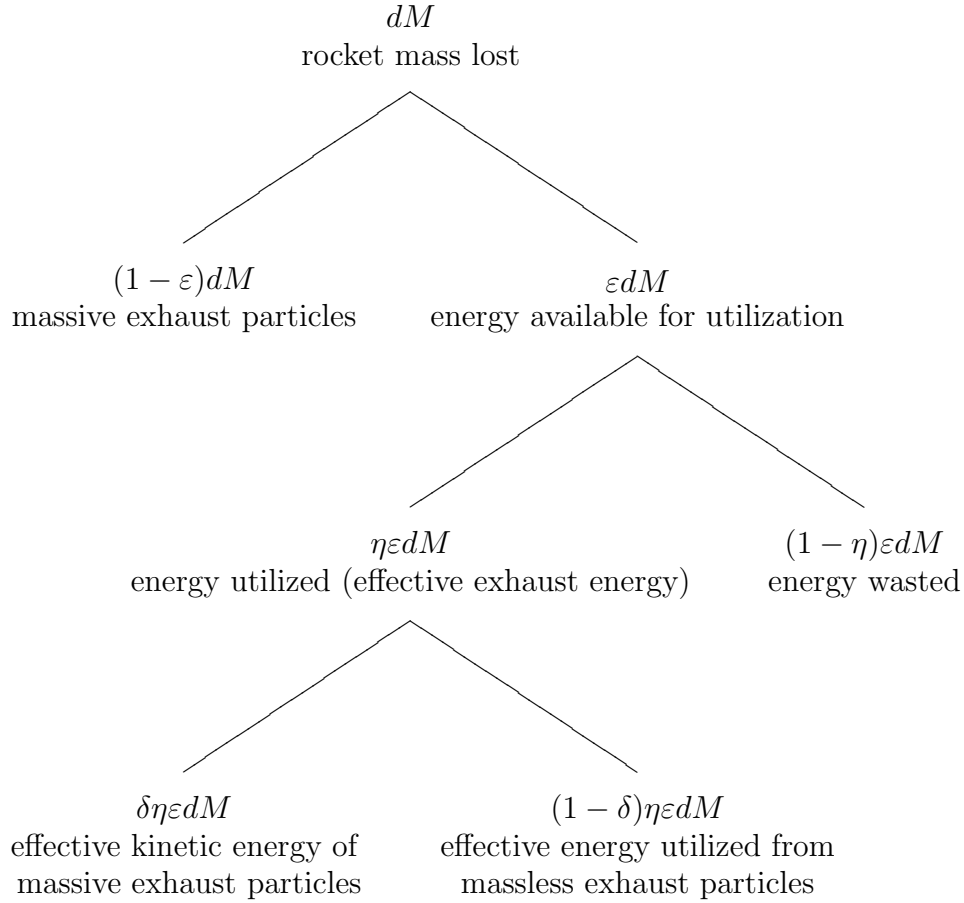 dM
rocket mass lost
(1 − ε)dM
massive exhaust particles
εdM
energy available for utilization
ηεdM
energy utilized (effective exhaust energy)
(1 − η)εdM
energy wasted
δηεdM
effective kinetic energy of
massive exhaust particles
(1 − δ)ηεdM
effective energy utilized from
massless exhaust particles